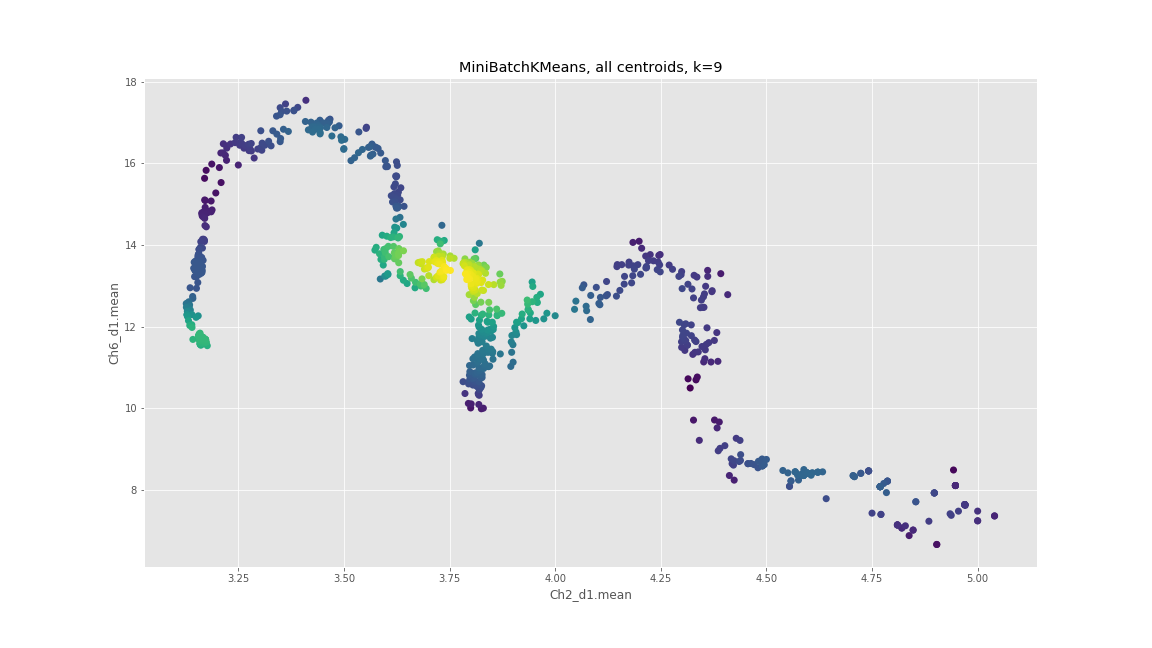 MiniBatchKMeans, all centroids, k=9
18
16
14
12
10
8
Ch6_d1.mean
3.25 3.50 3.75 4.00 4.25 4.50 4.75 5.00
Ch2_d1.mean